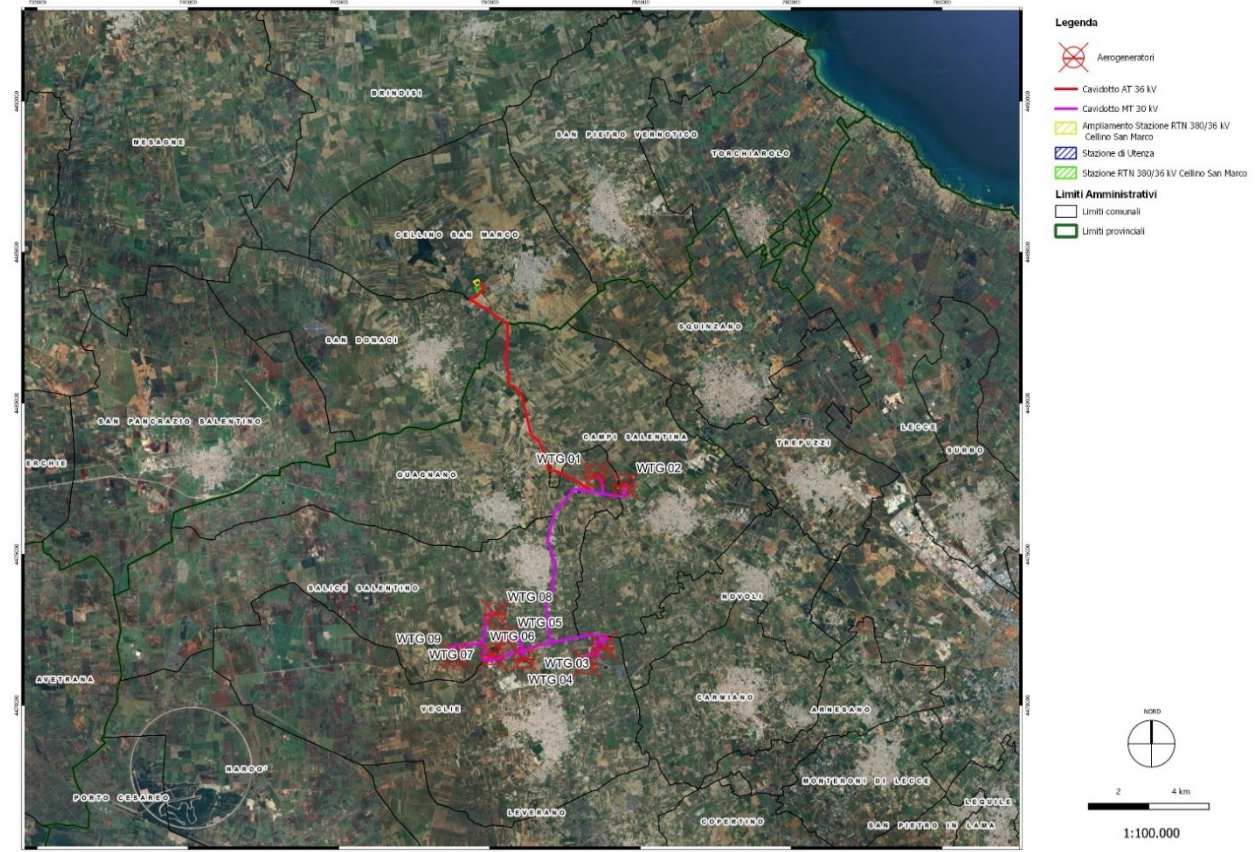 BRINDISI
MESAGNE
SAN PIETRO VERNOTICO
TORCHIAROLO
CELLINO SAN MARCO
SQUINZANO
SAN DONACI
SAN PANCRAZIO SALENTINO
CAMPI SALENTINA
TREPUZZI
LECCE
SURBO
ERCHIE
GUAGNANO
WTG 01
WTG 02
SALICE SALENTINO
NOVOLI
WTG 08
WTG 05
WTG 09
WTG 06
WTG 07
WTG 03
WTG 04
AVETRANA
VEGLIE
CARMIANO
ARNESANO
NARDO'
PORTO CESAREO
MONTERONI DI LECCE
LEVERANO
COPERTINO
LEQUILE
SAN PIETRO IN LAMA
Legenda
Aerogeneratori
Cavidotto AT 36 kV
Cavidotto MT 30 kV
Ampliamento Stazione RTN 380/36 kV
Cellino San Marco
Stazione di Utenza
Stazione RTN 380/36 kV Cellino San Marco
Limiti Amministrativi
Limiti comunali
Limiti provinciali
NORD
2 4 km
1:100.000